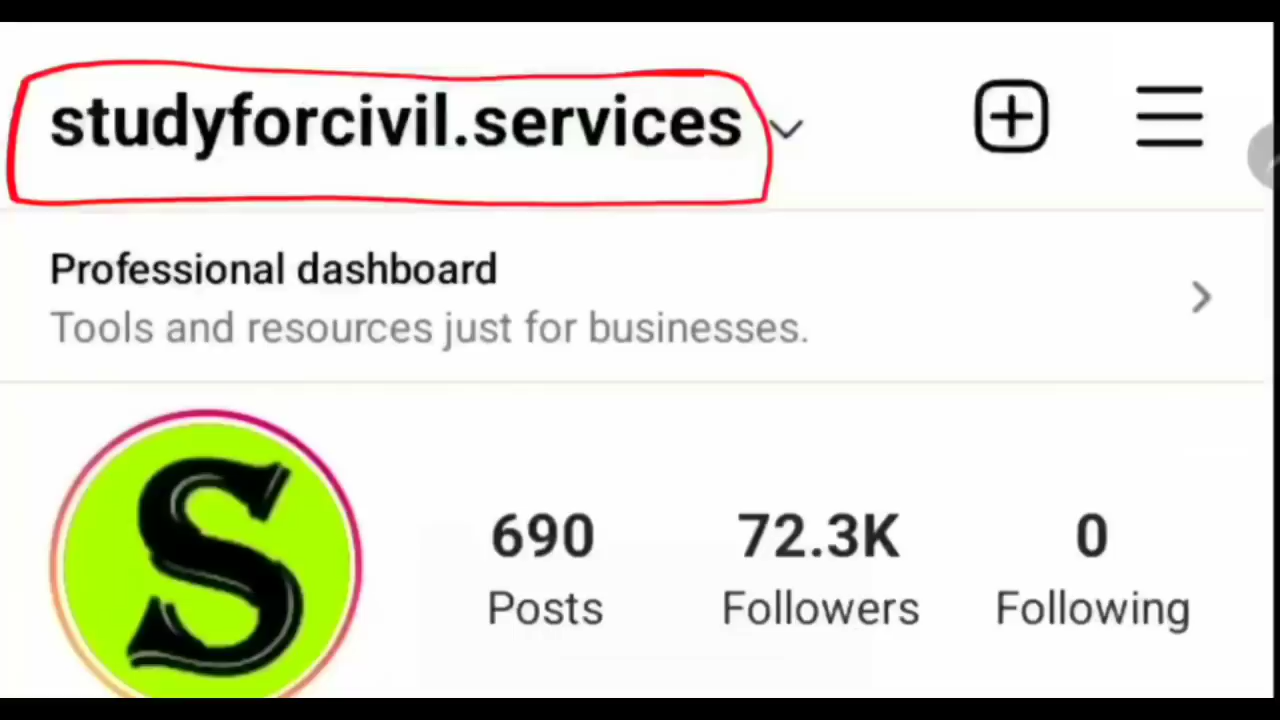 studyforcivil.services
Professional dashboard
Tools and resources just for businesses.
S
690 72.3K 0
Posts Followers Following